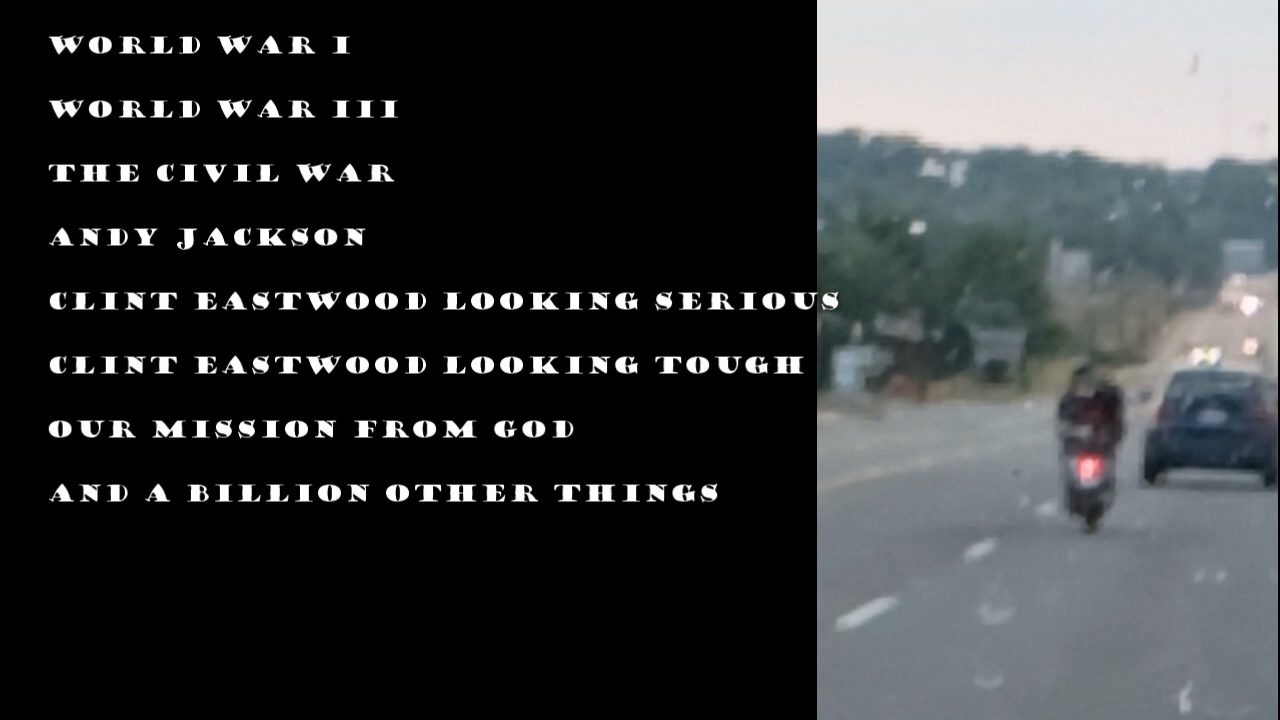 WORLD WAR I
WORLD WAR III
THE CIVIL WAR
ANDY JACKSON
CLINT EASTWOOD LOOKING SERIOUS
CLINT EASTWOOD LOOKING TOUGH
OUR MISSION FROM GOD
AND A BILLION OTHER THINGS